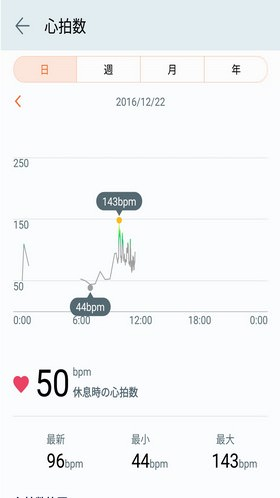 心拍数
日 週 月 年
2016/12/22
250
143bpm
150
50
44bpm
0:00 6:00 12:00 18:00 0:00
50 bpm
休息時の心拍数
最新 最小 最大
96bpm 44bpm 143bpm